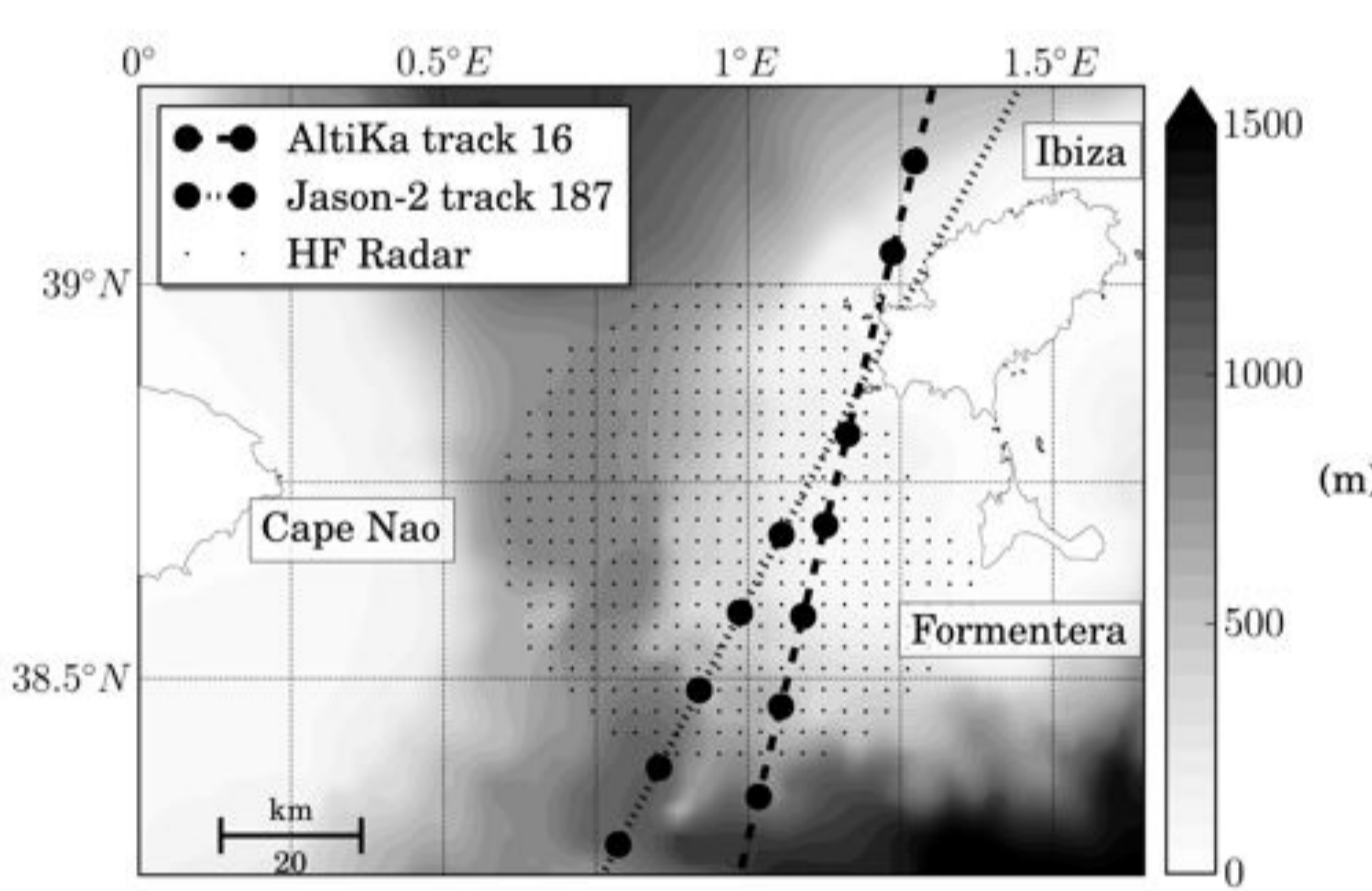 0° 0.5°E 1°E 1.5°E
AltiKa track 16
Jason-2 track 187
HF Radar
Ibiza
1500
39°N
1000
(m)
Cape Nao
Formentera
500
38.5°N
km
20
0